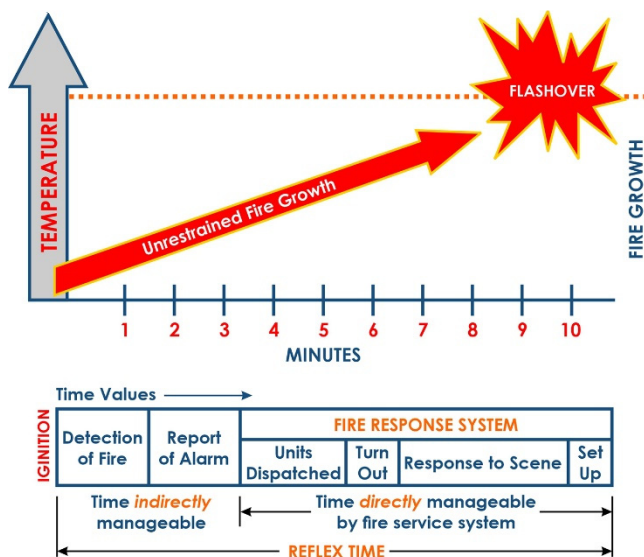 TEMPERATURE
FLASHOVER
Unrestrained Fire Growth
FIRE GROWTH
1 2 3 4 5 6 7 8 9 10
MINUTES
Time Values
IGINITION
Detection
of Fire
Report
of Alarm
FIRE RESPONSE SYSTEM
Units
Dispatched
Turn
Out
Response to Scene
Set
Up
Time indirectly
manageable
Time directly manageable
by fire service system
REFLEX TIME